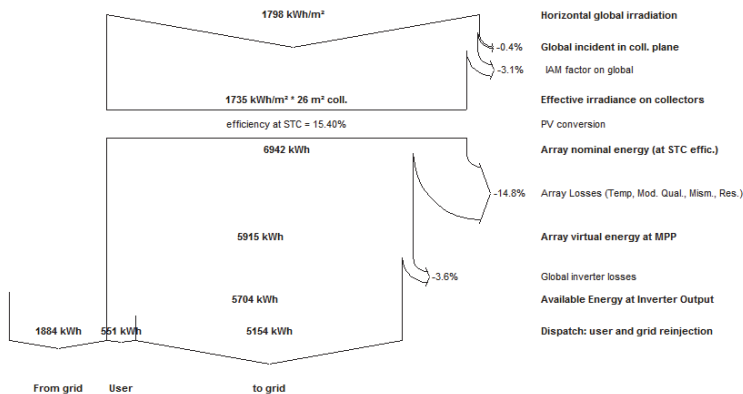 1798 kWh/m² Horizontal global irradiation
-0.4% Global incident in coll. plane
-3.1% IAM factor on global
1735 kWh/m² * 26 m² coll. Effective irradiance on collectors
efficiency at STC = 15.40% PV conversion
6942 kWh Array nominal energy (at STC effic.)
-14.8% Array Losses (Temp, Mod. Qual., Mism., Res.)
5915 kWh Array virtual energy at MPP
-3.6% Global inverter losses
5704 kWh Available Energy at Inverter Output
1884 kWh 551 kWh 5154 kWh Dispatch: user and grid reinjection
From grid User to grid